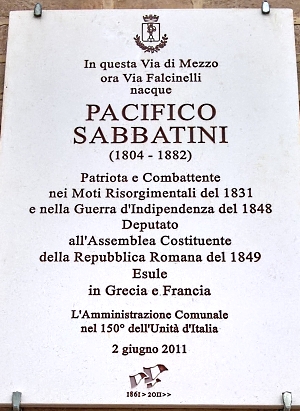 In questa Via di Mezzo
ora Via Falcinelli
nacque
PACIFICO
SABBATINI
(1804 - 1882)
Patriota e Combattente
nei Moti Risorgimentali del 1831
e nella Guerra d'Indipendenza del 1848
Deputato
all'Assemblea Costituente
della Repubblica Romana del 1849
Esule
in Grecia e Francia
L'Amministrazione Comunale
nel 150° dell'Unità d'Italia
2 giugno 2011
1861>2011>>